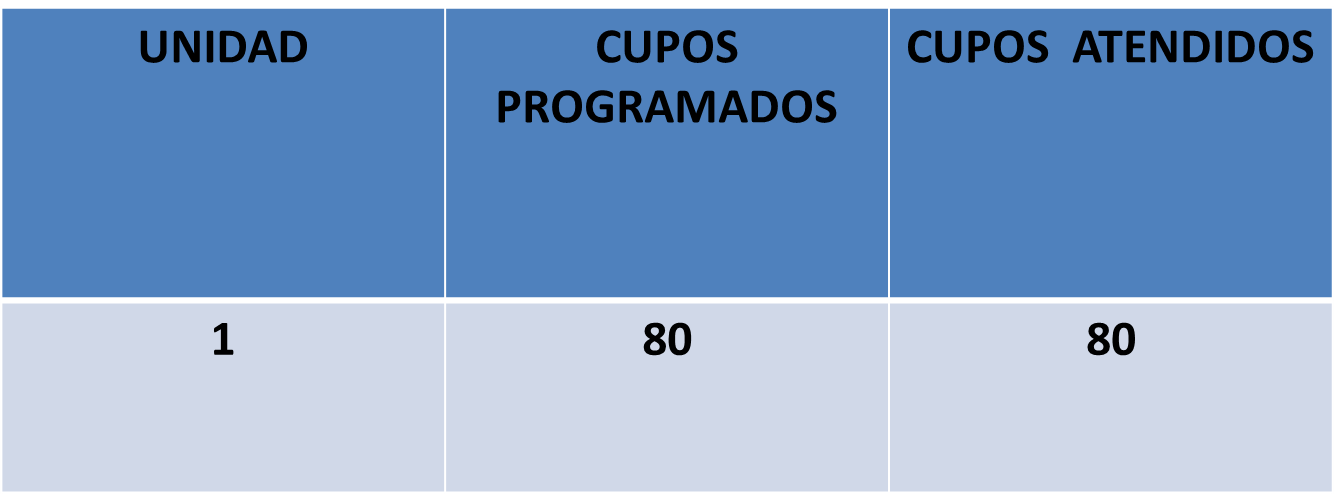 UNIDAD
CUPOS
PROGRAMADOS
CUPOS ATENDIDOS
1
80
80